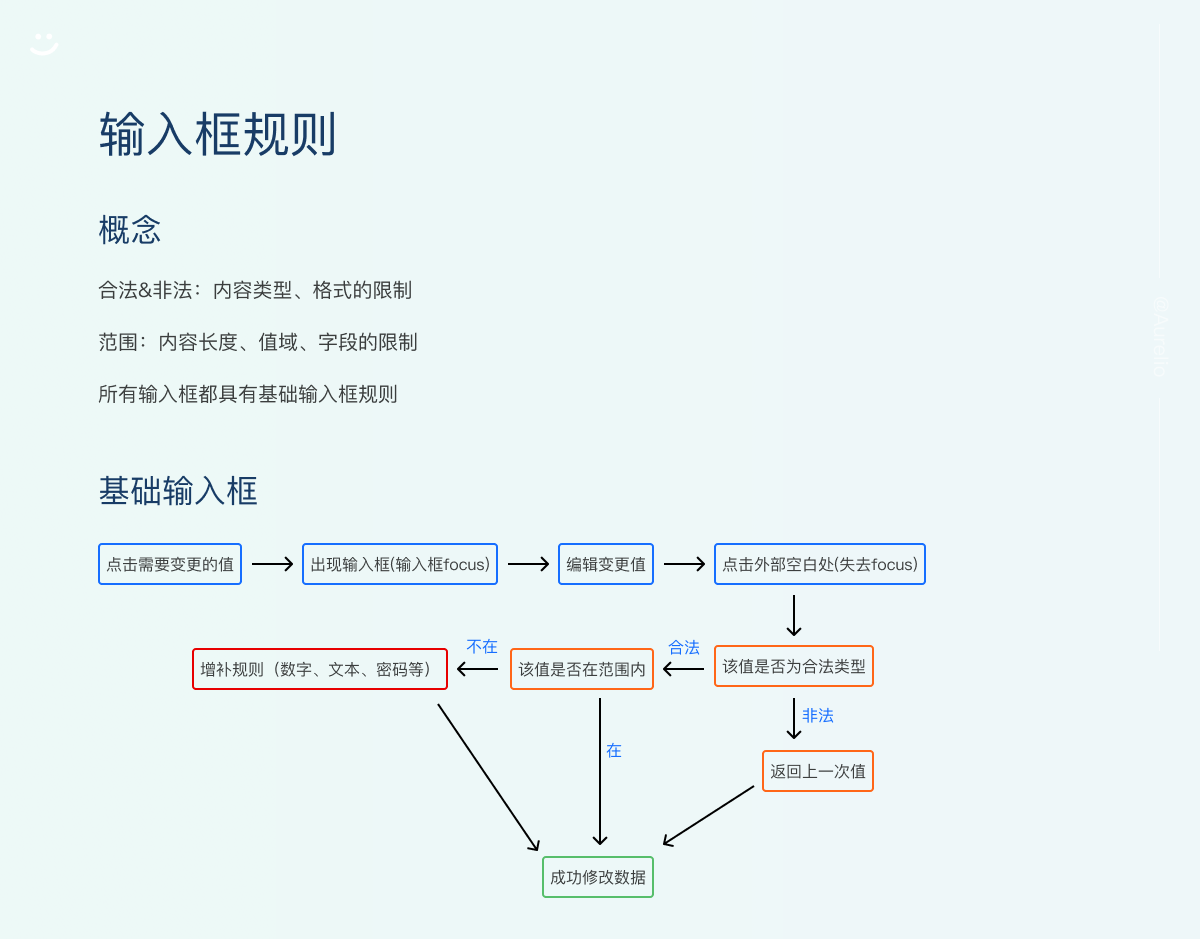 输入框规则
概念
合法&非法：内容类型、格式的限制
范围：内容长度、值域、字段的限制
所有输入框都具有基础输入框规则
基础输入框
点击需要变更的值
出现输入框(输入框focus)
编辑变更值
点击外部空白处(失去focus)
不在
合法
增补规则（数字、文本、密码等）
该值是否在范围内
该值是否为合法类型
非法
在
返回上一次值
成功修改数据
@Aurelio